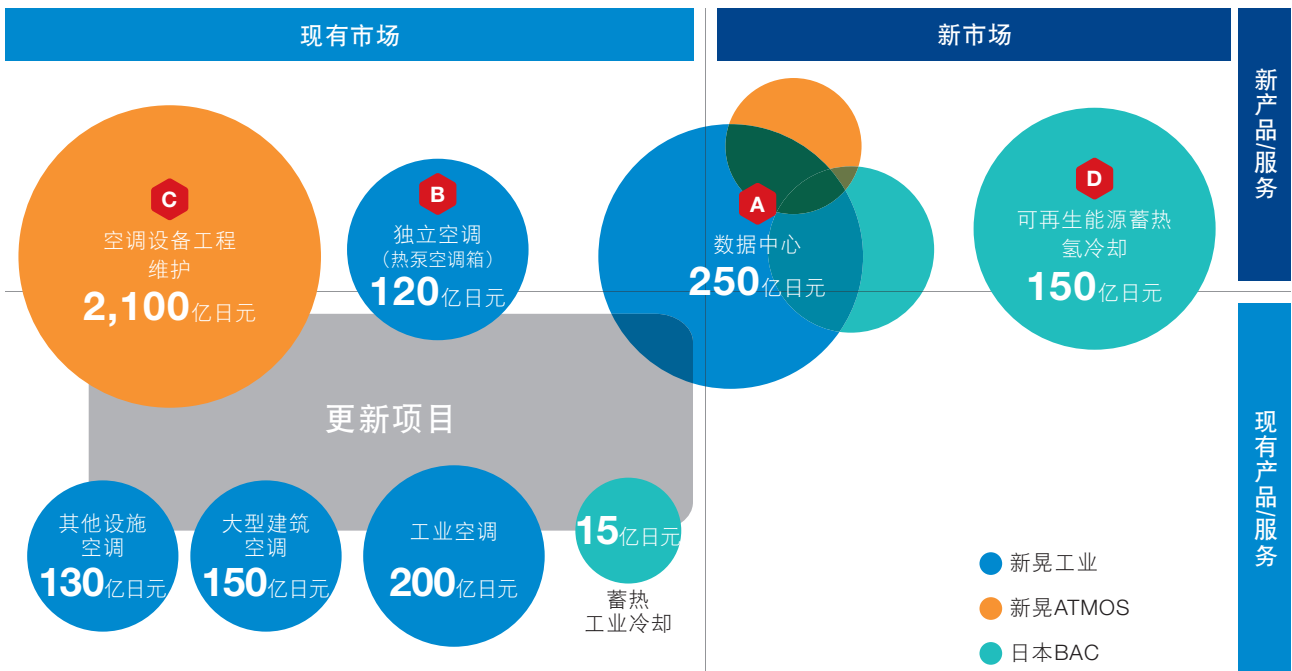 现有市场
新市场
新产品/服务
C
空调设备工程
维护
2,100亿日元
B
独立空调
（热泵空调箱）
120亿日元
A
数据中心
250亿日元
D
可再生能源蓄热
氢冷却
150亿日元
更新项目
现有产品/服务
其他设施
空调
130亿日元
大型建筑
空调
150亿日元
工业空调
200亿日元
15亿日元
蓄热
工业冷却
新晃工业
新晃ATMOS
日本BAC